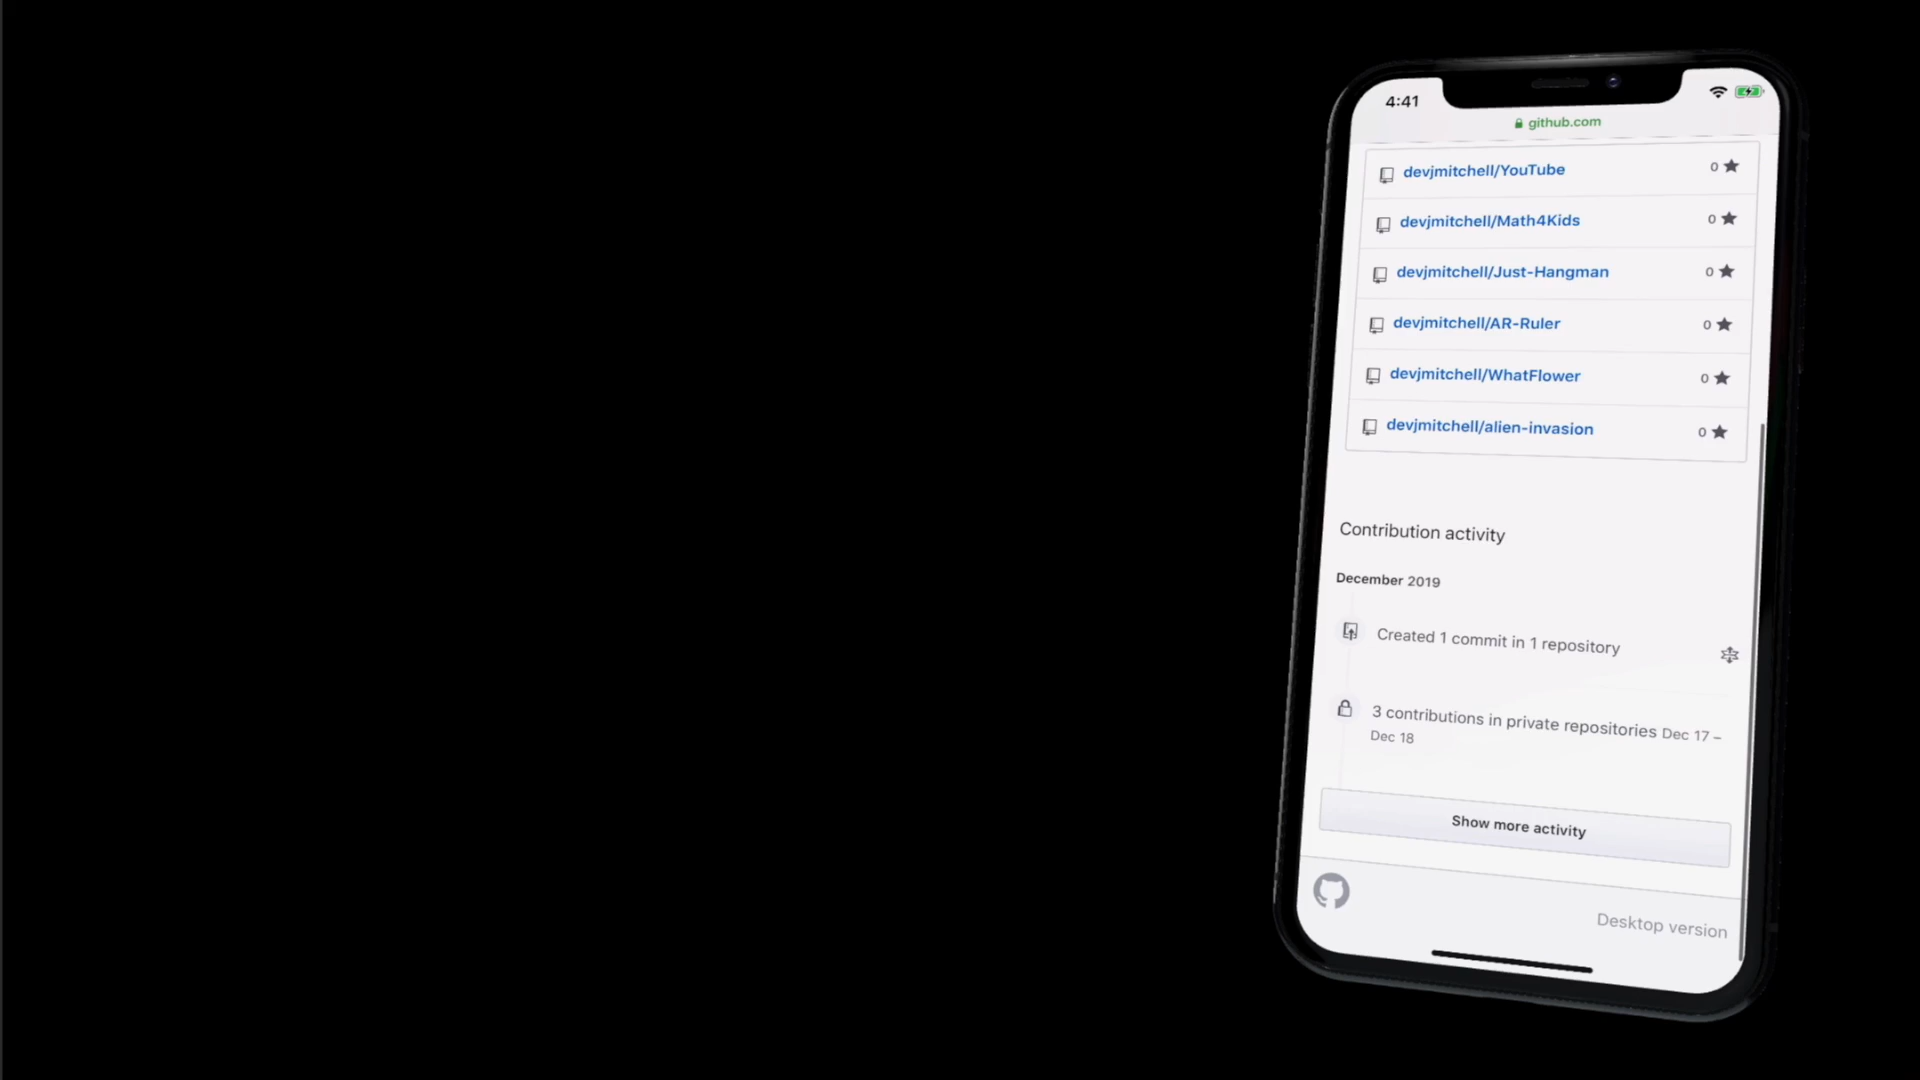 4:41
github.com
devjmitchell/YouTube 0
devjmitchell/Math4Kids 0
devjmitchell/Just-Hangman 0
devjmitchell/AR-Ruler 0
devjmitchell/WhatFlower 0
devjmitchell/alien-invasion 0
Contribution activity
December 2019
Created 1 commit in 1 repository
3 contributions in private repositories Dec 17 –
Dec 18
Show more activity
Desktop version